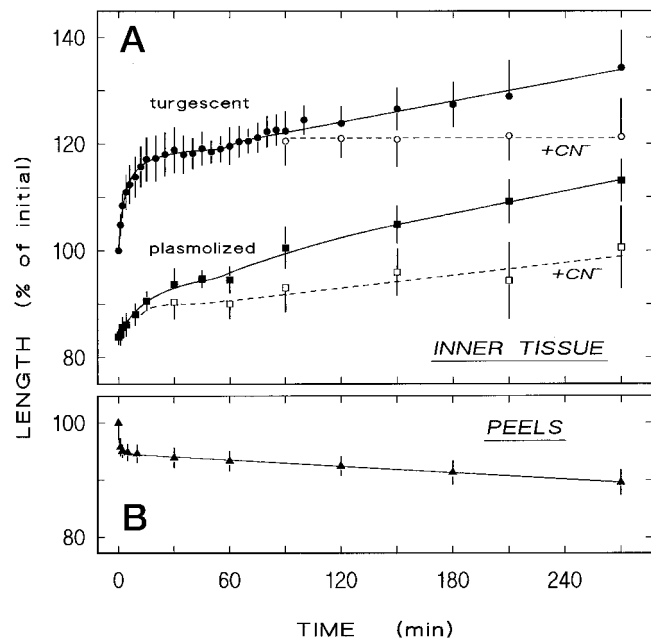 A
140
turgescent
120
+CN⁻
100
plasmolized
+CN⁻
80
INNER TISSUE
LENGTH (% of initial)
100
PEELS
B
80
0 60 120 180 240
TIME (min)